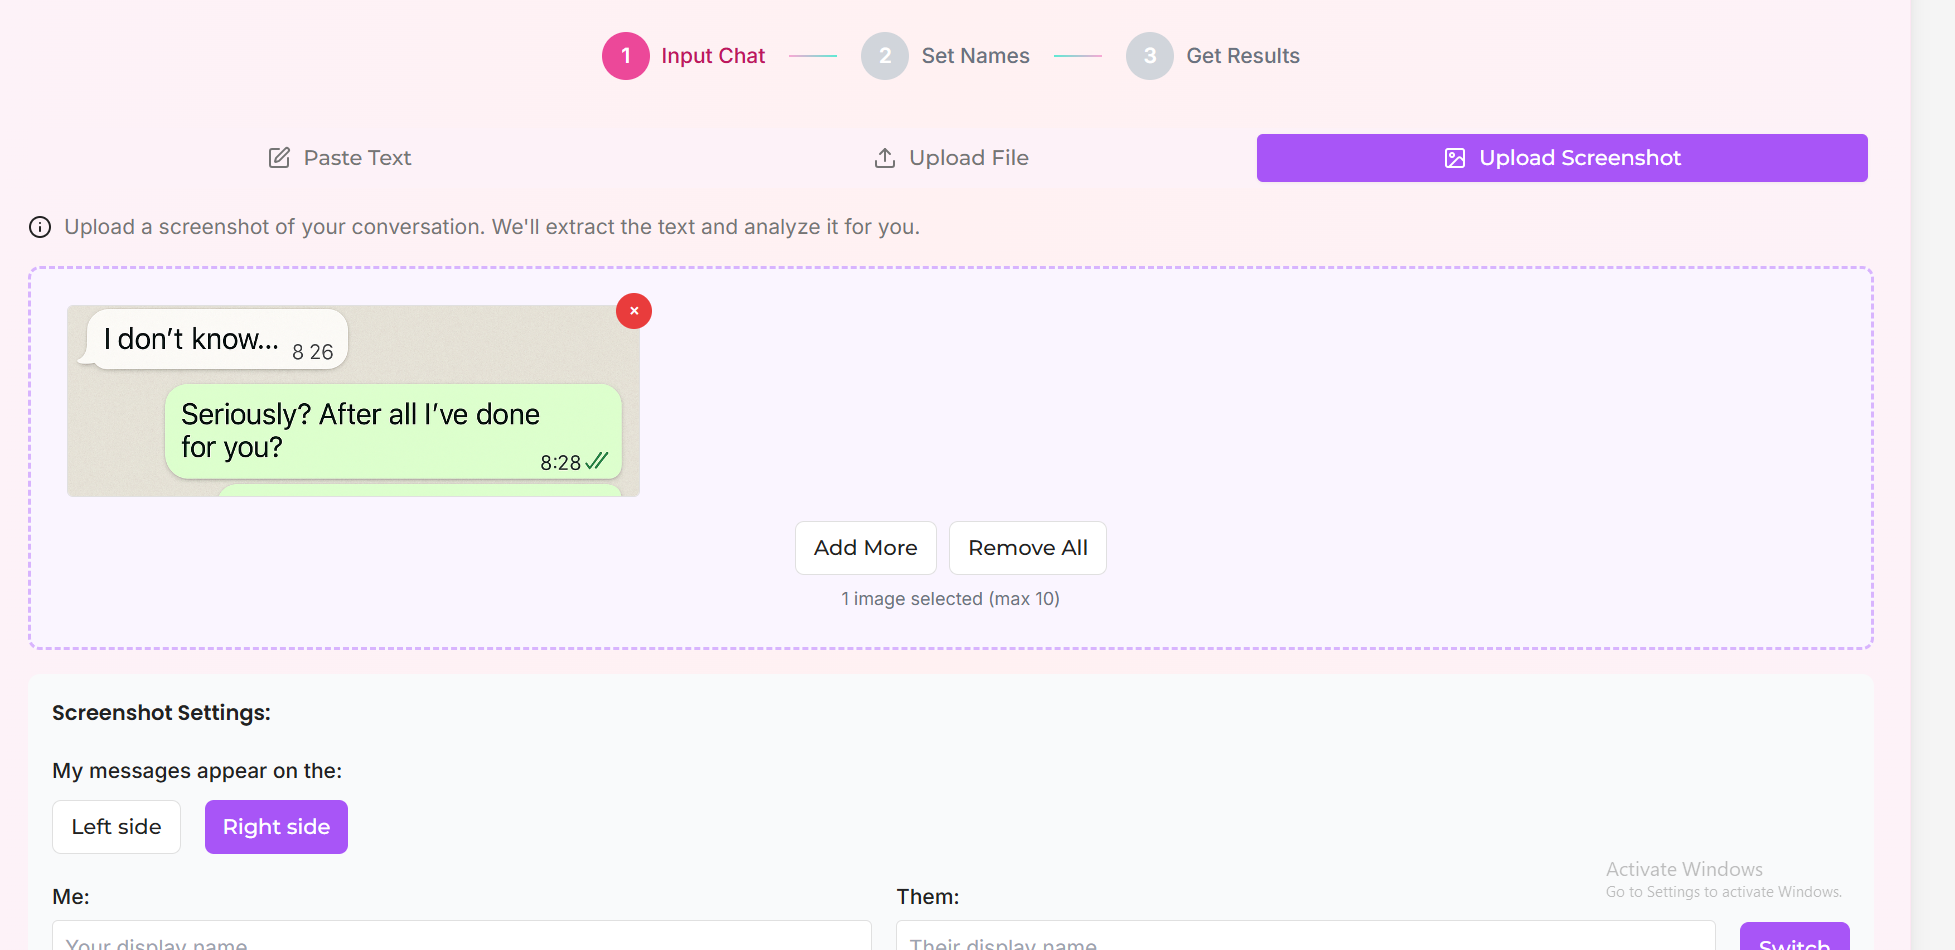 1 Input Chat 2 Set Names 3 Get Results
Paste Text Upload File Upload Screenshot
Upload a screenshot of your conversation. We'll extract the text and analyze it for you.
I don't know... 8 26
Seriously? After all I've done
for you?
8:28
Add More Remove All
1 image selected (max 10)
Screenshot Settings:
My messages appear on the:
Left side Right side
Activate Windows
Go to Settings to activate Windows.
Me: Them:
Your display name Their display name Switch